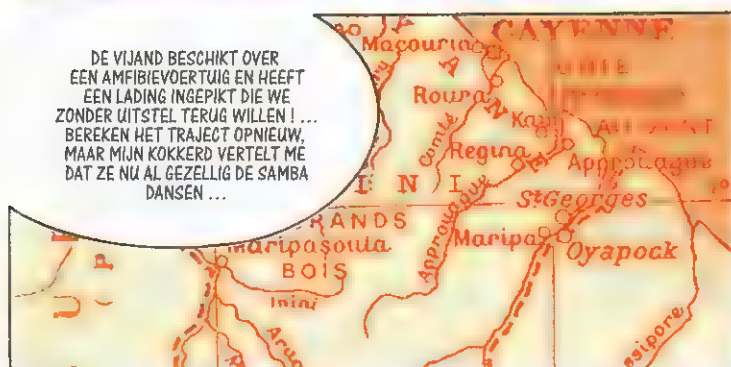 DE VIJAND BESCHIKT OVER
EEN AMFIBIEVOERTUIG EN HEEFT
EEN LADING INGEPIKT DIE WE
ZONDER UITSTEL TERUG WILLEN ! ...
BEREKEN HET TRAJECT OPNIEUW,
MAAR MIJN KOKKERD VERTELT ME
DAT ZE NU AL GEZELLIG DE SAMBA
DANSEN ...
CAYENNE
Macouria
Roura
Comté
Kaw
Regina
Approuague
I N I
St Georges
RANDS
Approuague
Maripa
Oyapock
Maripasoula
BOIS
Inini
ssipore